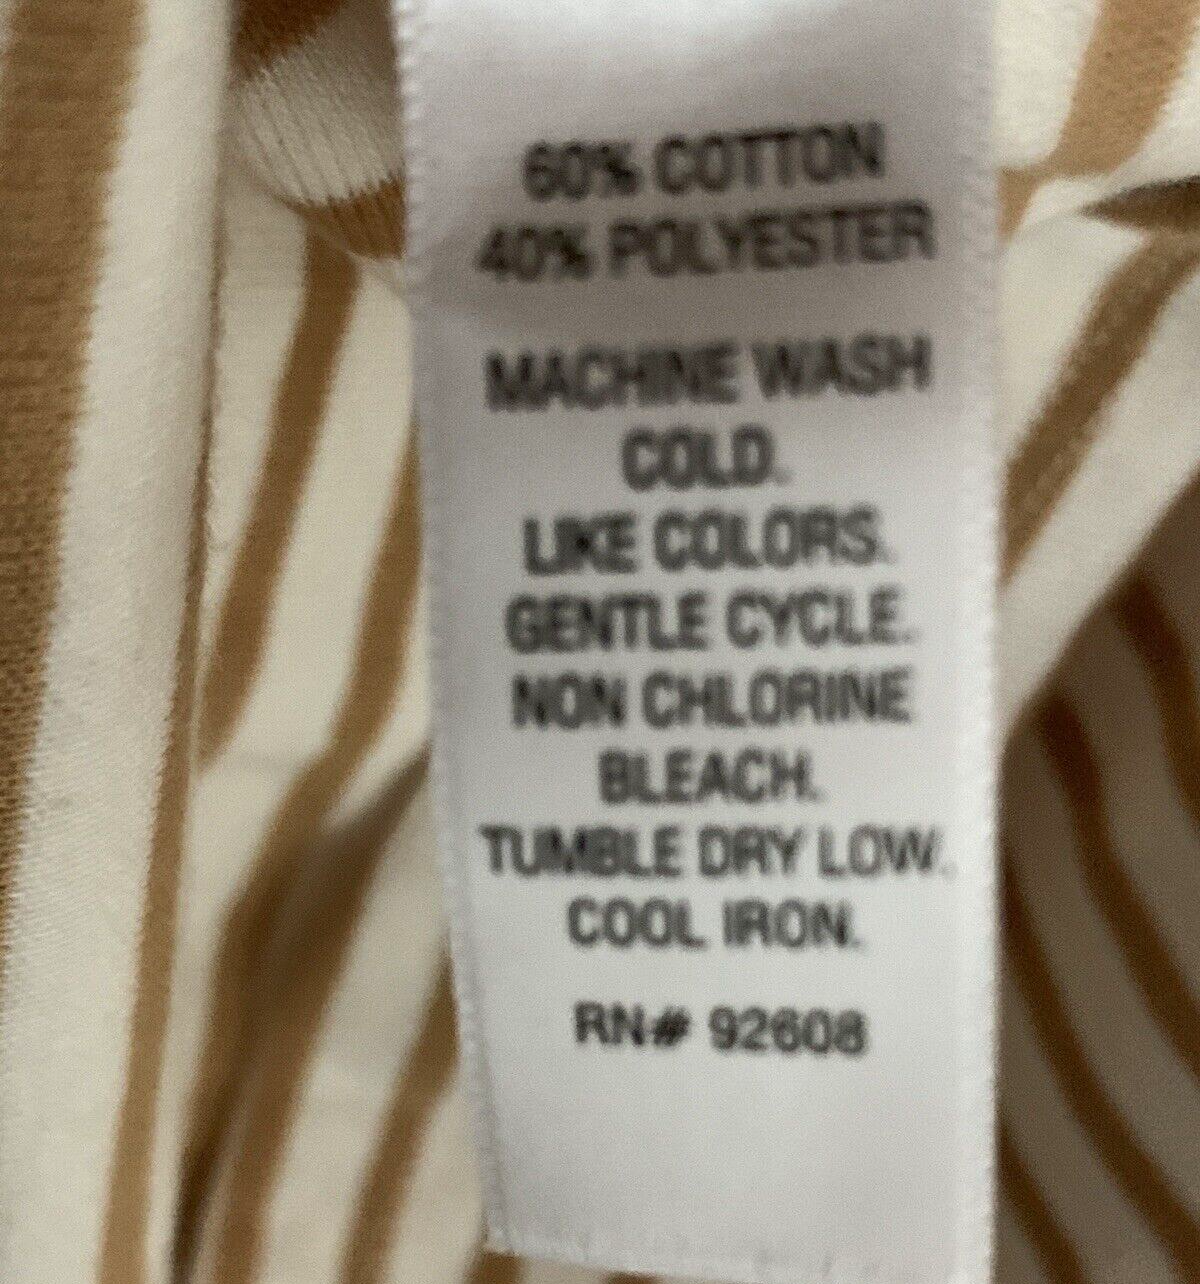 60% COTTON
40% POLYESTER
MACHINE WASH
COLD.
LIKE COLORS.
GENTLE CYCLE.
NON CHLORINE
BLEACH.
TUMBLE DRY LOW.
COOL IRON.
RN# 92608